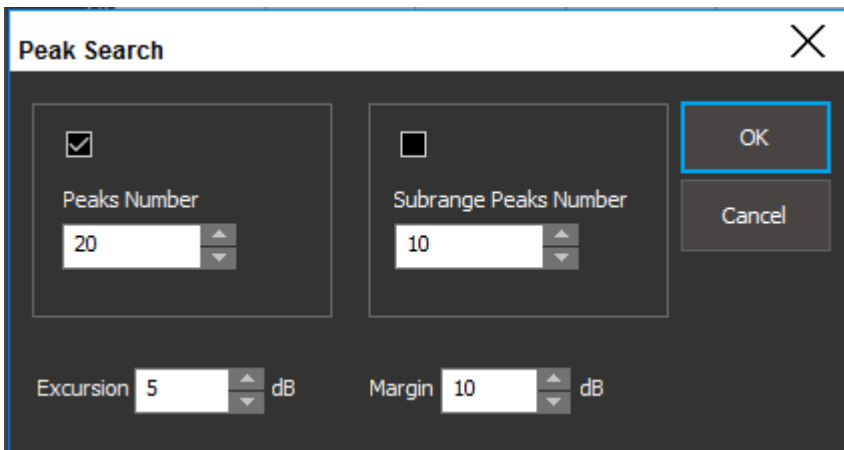 Peak Search
OK
Peaks Number
Subrange Peaks Number
20
10
Cancel
Excursion 5 dB
Margin 10 dB